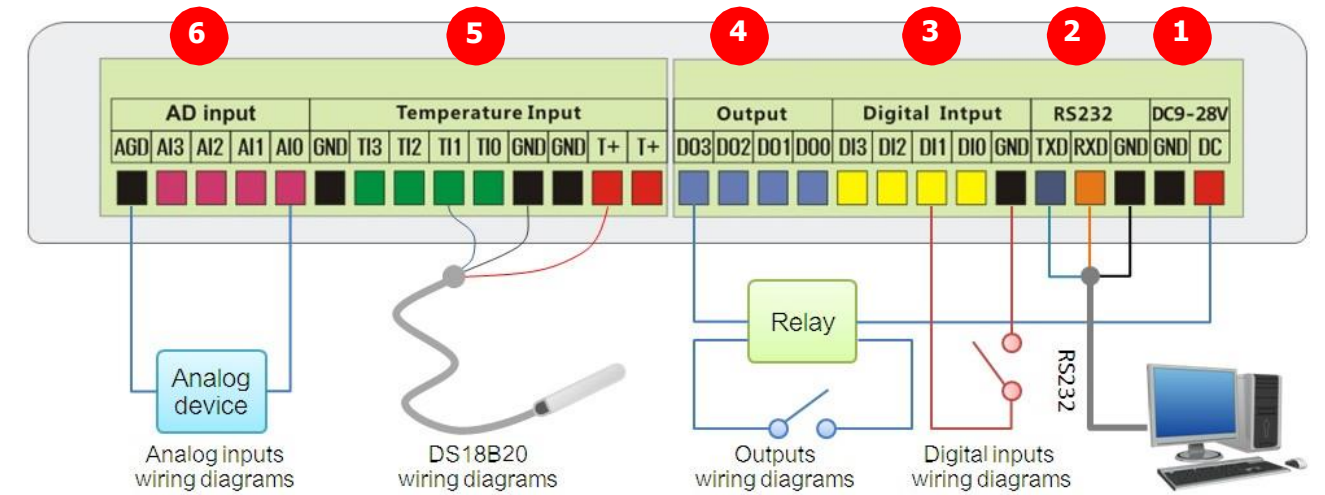 6 5 4 3 2 1
AD input Temperature Input Output Digital Intput RS232 DC9-28V
AGD AI3 AI2 AI1 AI0 GND TI3 TI2 TI1 TI0 GND GND T+ T+ DO3 DO2 DO1 DO0 DI3 DI2 DI1 DI0 GND TXD RXD GND GND DC
Relay
RS232
Analog
device
Analog inputs
wiring diagrams
DS18B20
wiring diagrams
Outputs
wiring diagrams
Digital inputs
wiring diagrams